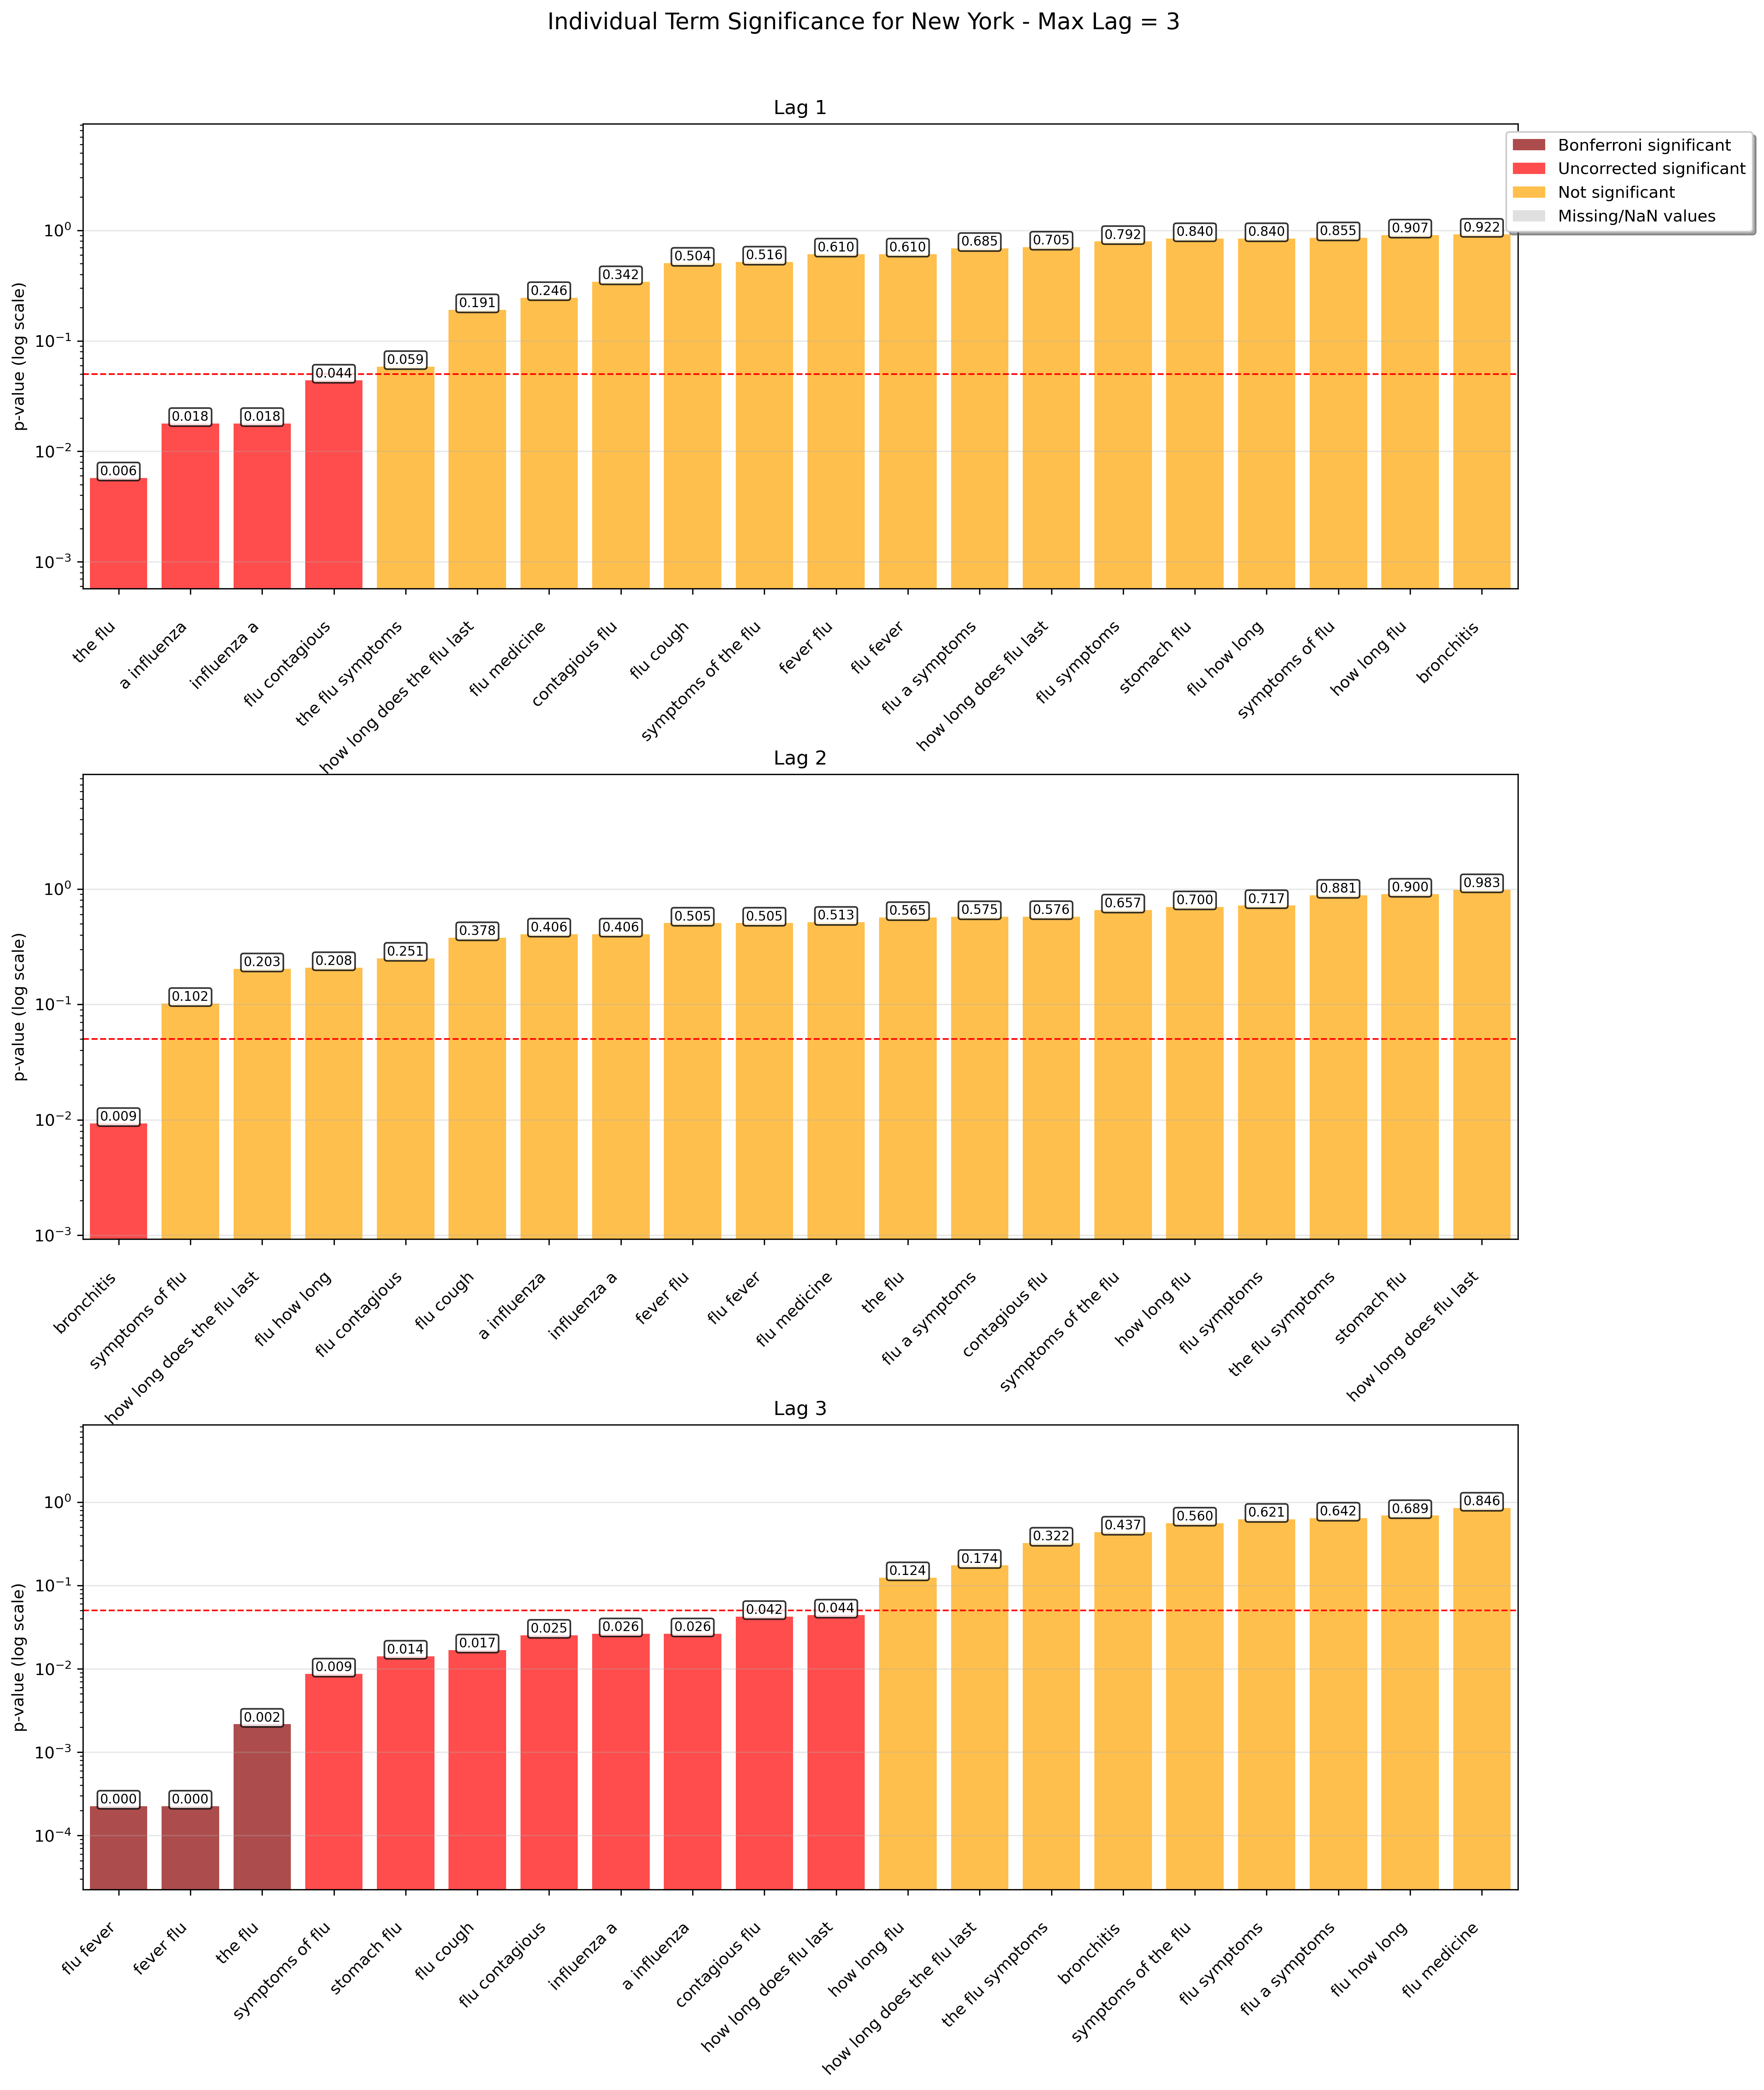 Individual Term Significance for New York - Max Lag = 3
Lag 1
Bonferroni significant
Uncorrected significant
Not significant
Missing/NaN values
p-value (log scale)
10⁰
10⁻¹
10⁻²
10⁻³
0.006 0.018 0.018 0.044 0.059 0.191 0.246 0.342 0.504 0.516 0.610 0.610 0.685 0.705 0.792 0.840 0.840 0.855 0.907 0.922
the flu
a influenza
influenza a
flu contagious
the flu symptoms
how long does the flu last
flu medicine
contagious flu
flu cough
symptoms of the flu
fever flu
flu fever
flu a symptoms
how long does flu last
flu symptoms
stomach flu
flu how long
symptoms of flu
how long flu
bronchitis
Lag 2
p-value (log scale)
10⁰
10⁻¹
10⁻²
10⁻³
0.009 0.102 0.203 0.208 0.251 0.378 0.406 0.406 0.505 0.505 0.513 0.565 0.575 0.576 0.657 0.700 0.717 0.881 0.900 0.983
bronchitis
symptoms of flu
how long does the flu last
flu how long
flu contagious
flu cough
a influenza
influenza a
fever flu
flu fever
flu medicine
the flu
flu a symptoms
contagious flu
symptoms of the flu
how long flu
flu symptoms
the flu symptoms
stomach flu
how long does flu last
Lag 3
p-value (log scale)
10⁰
10⁻¹
10⁻²
10⁻³
10⁻⁴
0.000 0.000 0.002 0.009 0.014 0.017 0.025 0.026 0.026 0.042 0.044 0.124 0.174 0.322 0.437 0.560 0.621 0.642 0.689 0.846
flu fever
fever flu
the flu
symptoms of flu
stomach flu
flu cough
flu contagious
influenza a
a influenza
contagious flu
how long does flu last
how long flu
how long does the flu last
the flu symptoms
bronchitis
symptoms of the flu
flu symptoms
flu a symptoms
flu how long
flu medicine